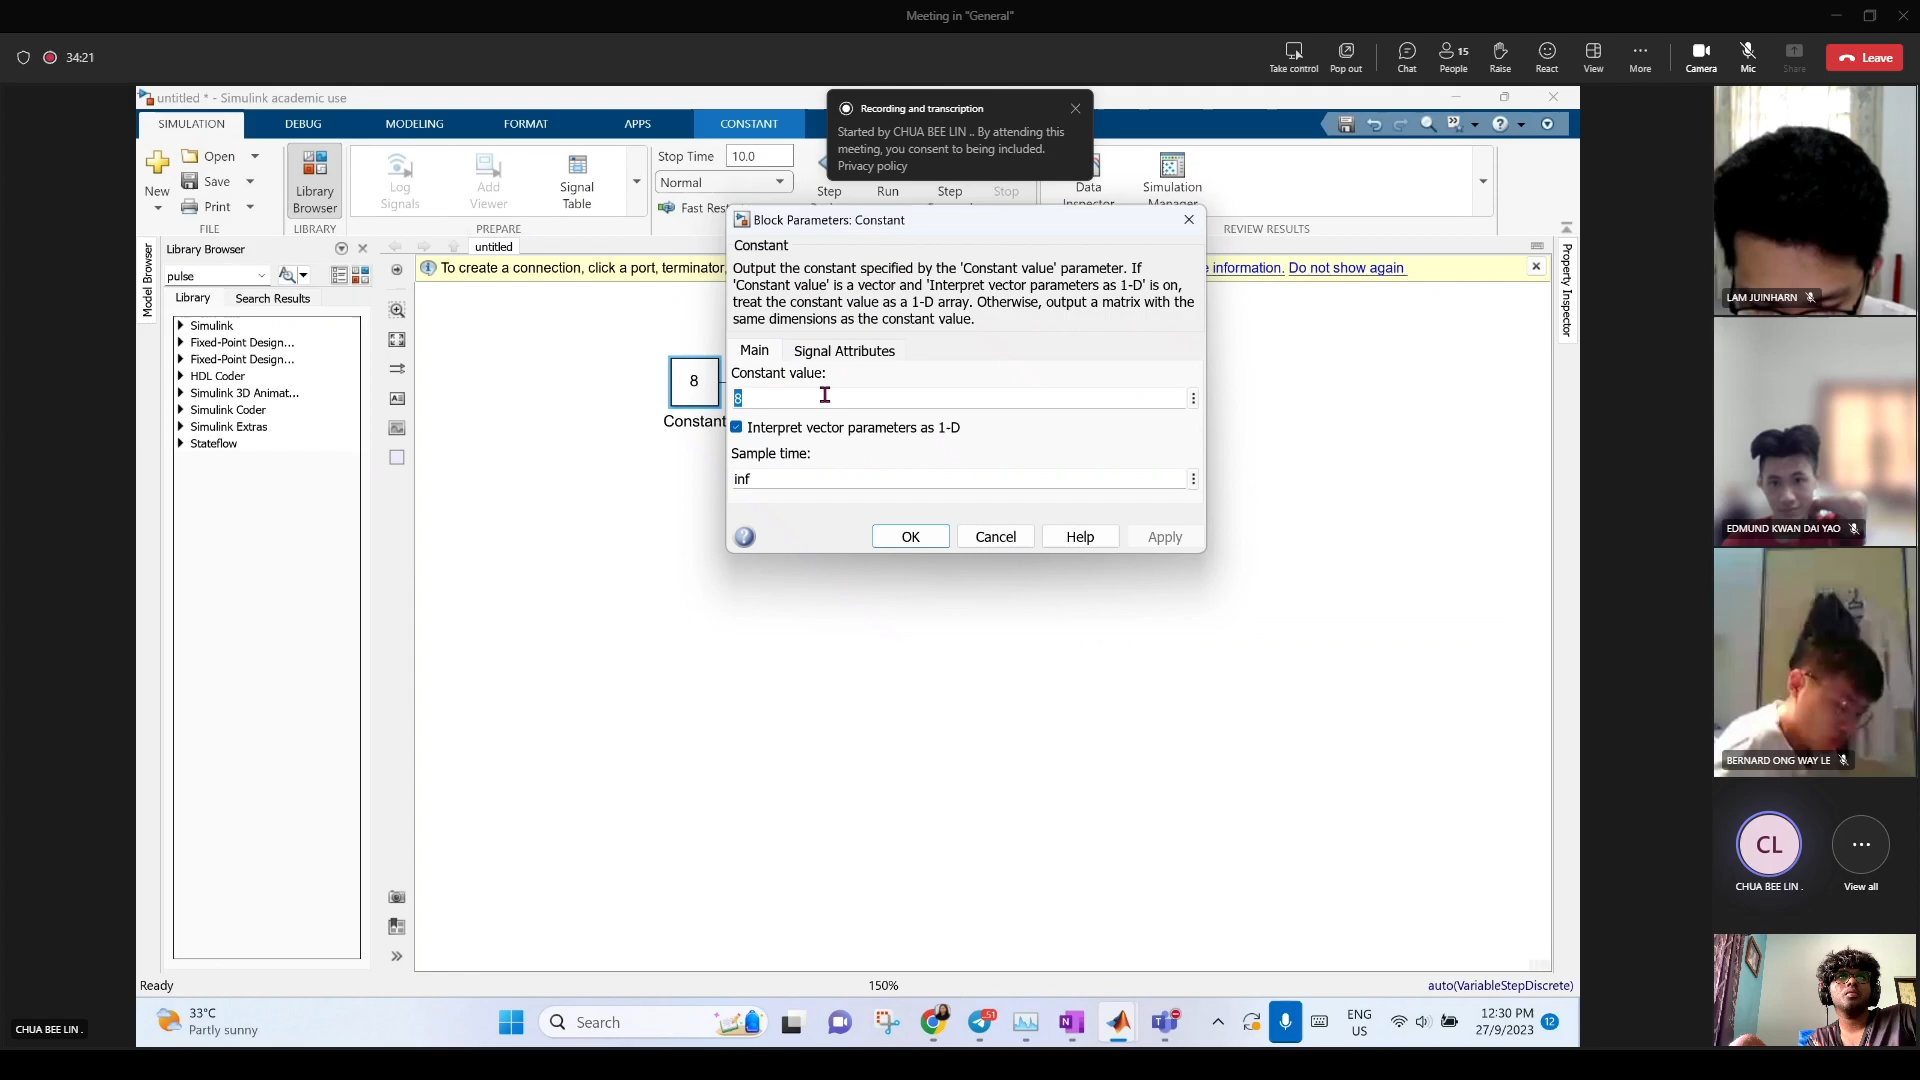 Meeting in "General"
34:21
Take control
Pop out
Chat
15
People
Raise
React
View
More
Camera
Mic
Share
Leave
untitled * - Simulink academic use
SIMULATION
DEBUG
MODELING
FORMAT
APPS
CONSTANT
Recording and transcription
Started by CHUA BEE LIN .. By attending this
meeting, you consent to being included.
Privacy policy
New
Open
Save
Print
FILE
Library
Browser
LIBRARY
Log
Signals
Add
Viewer
Signal
Table
PREPARE
Stop Time
10.0
Normal
Fast Rest
Step
Run
Step
Stop
Data
Inspector
Simulation
Manager
REVIEW RESULTS
Model Browser
Library Browser
pulse
Library
Search Results
Simulink
Fixed-Point Design...
Fixed-Point Design...
HDL Coder
Simulink 3D Animat...
Simulink Coder
Simulink Extras
Stateflow
untitled
To create a connection, click a port, terminator,
e information. Do not show again
Property Inspector
8
Constant
Block Parameters: Constant
Constant
Output the constant specified by the 'Constant value' parameter. If
'Constant value' is a vector and 'Interpret vector parameters as 1-D' is on,
treat the constant value as a 1-D array. Otherwise, output a matrix with the
same dimensions as the constant value.
Main
Signal Attributes
Constant value:
8
Interpret vector parameters as 1-D
Sample time:
inf
OK
Cancel
Help
Apply
LAM JUINHARN
EDMUND KWAN DAI YAO
BERNARD ONG WAY LE
CL
CHUA BEE LIN .
View all
Ready
150%
auto(VariableStepDiscrete)
CHUA BEE LIN .
33°C
Partly sunny
Search
51
ENG
US
12:30 PM
27/9/2023
12